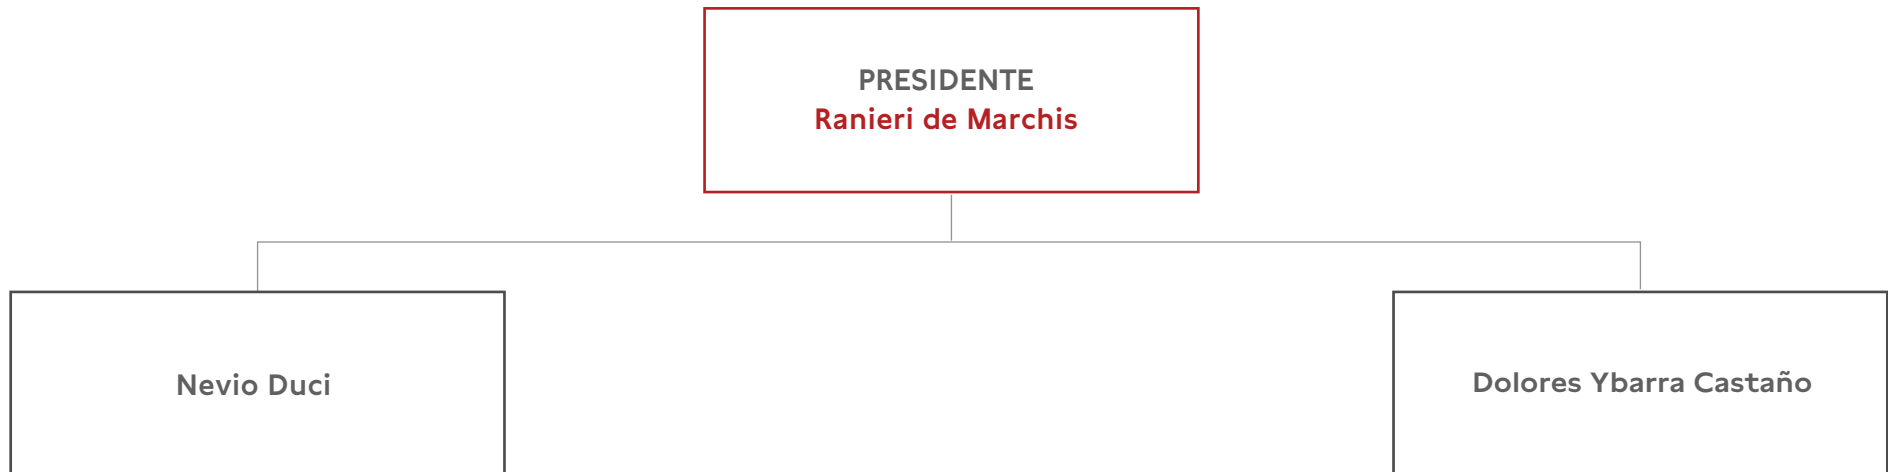 PRESIDENTE
Ranieri de Marchis
Nevio Duci
Dolores Ybarra Castaño